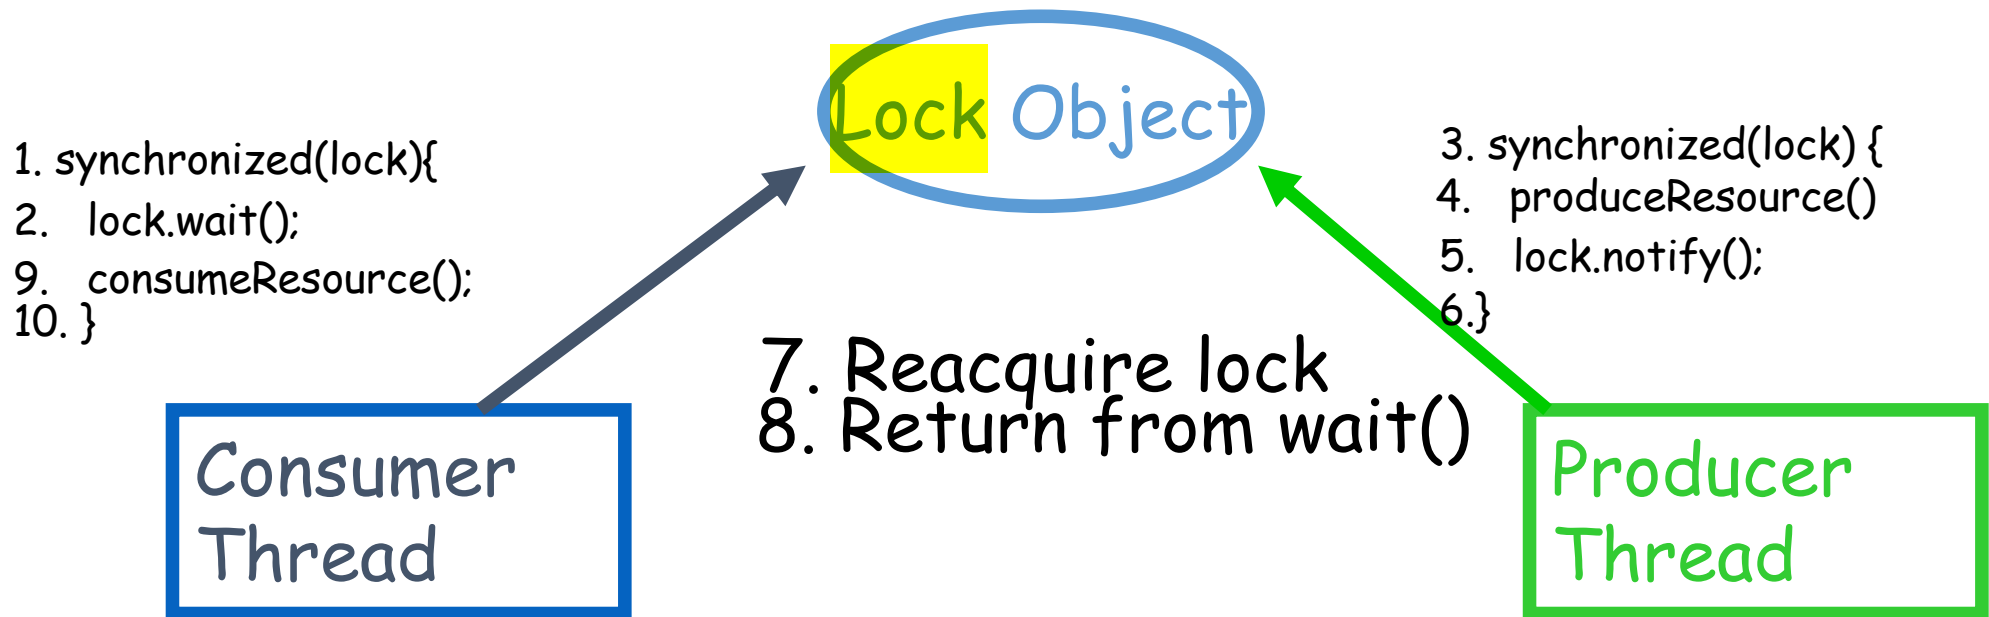 Lock Object
1. synchronized(lock){
2. lock.wait();
9. consumeResource();
10. }
3. synchronized(lock) {
4. produceResource()
5. lock.notify();
6.}
7. Reacquire lock
8. Return from wait()
Consumer
Thread
Producer
Thread